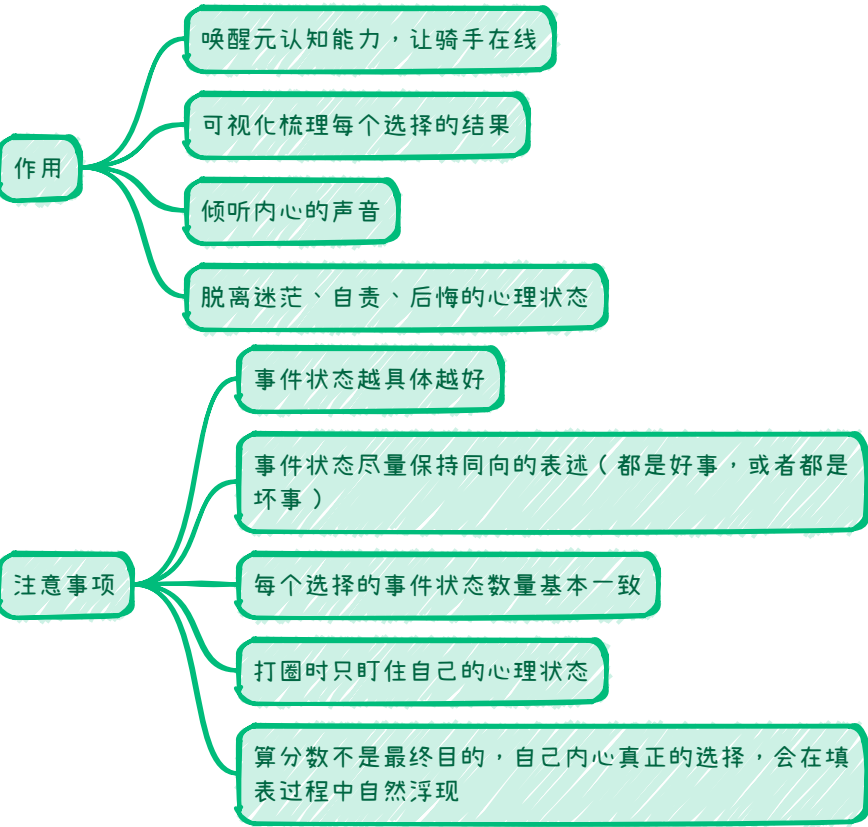 作用
唤醒元认知能力，让骑手在线
可视化梳理每个选择的结果
倾听内心的声音
脱离迷茫、自责、后悔的心理状态
注意事项
事件状态越具体越好
事件状态尽量保持同向的表述（都是好事，或者都是
坏事）
每个选择的事件状态数量基本一致
打圈时只盯住自己的心理状态
算分数不是最终目的，自己内心真正的选择，会在填
表过程中自然浮现